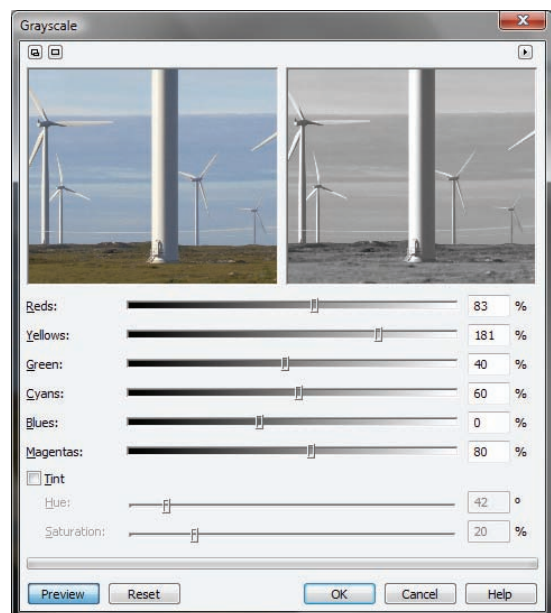 Grayscale
Reds: 83 %
Yellows: 181 %
Green: 40 %
Cyans: 60 %
Blues: 0 %
Magentas: 80 %
Tint
Hue: 42 °
Saturation: 20 %
Preview Reset OK Cancel Help